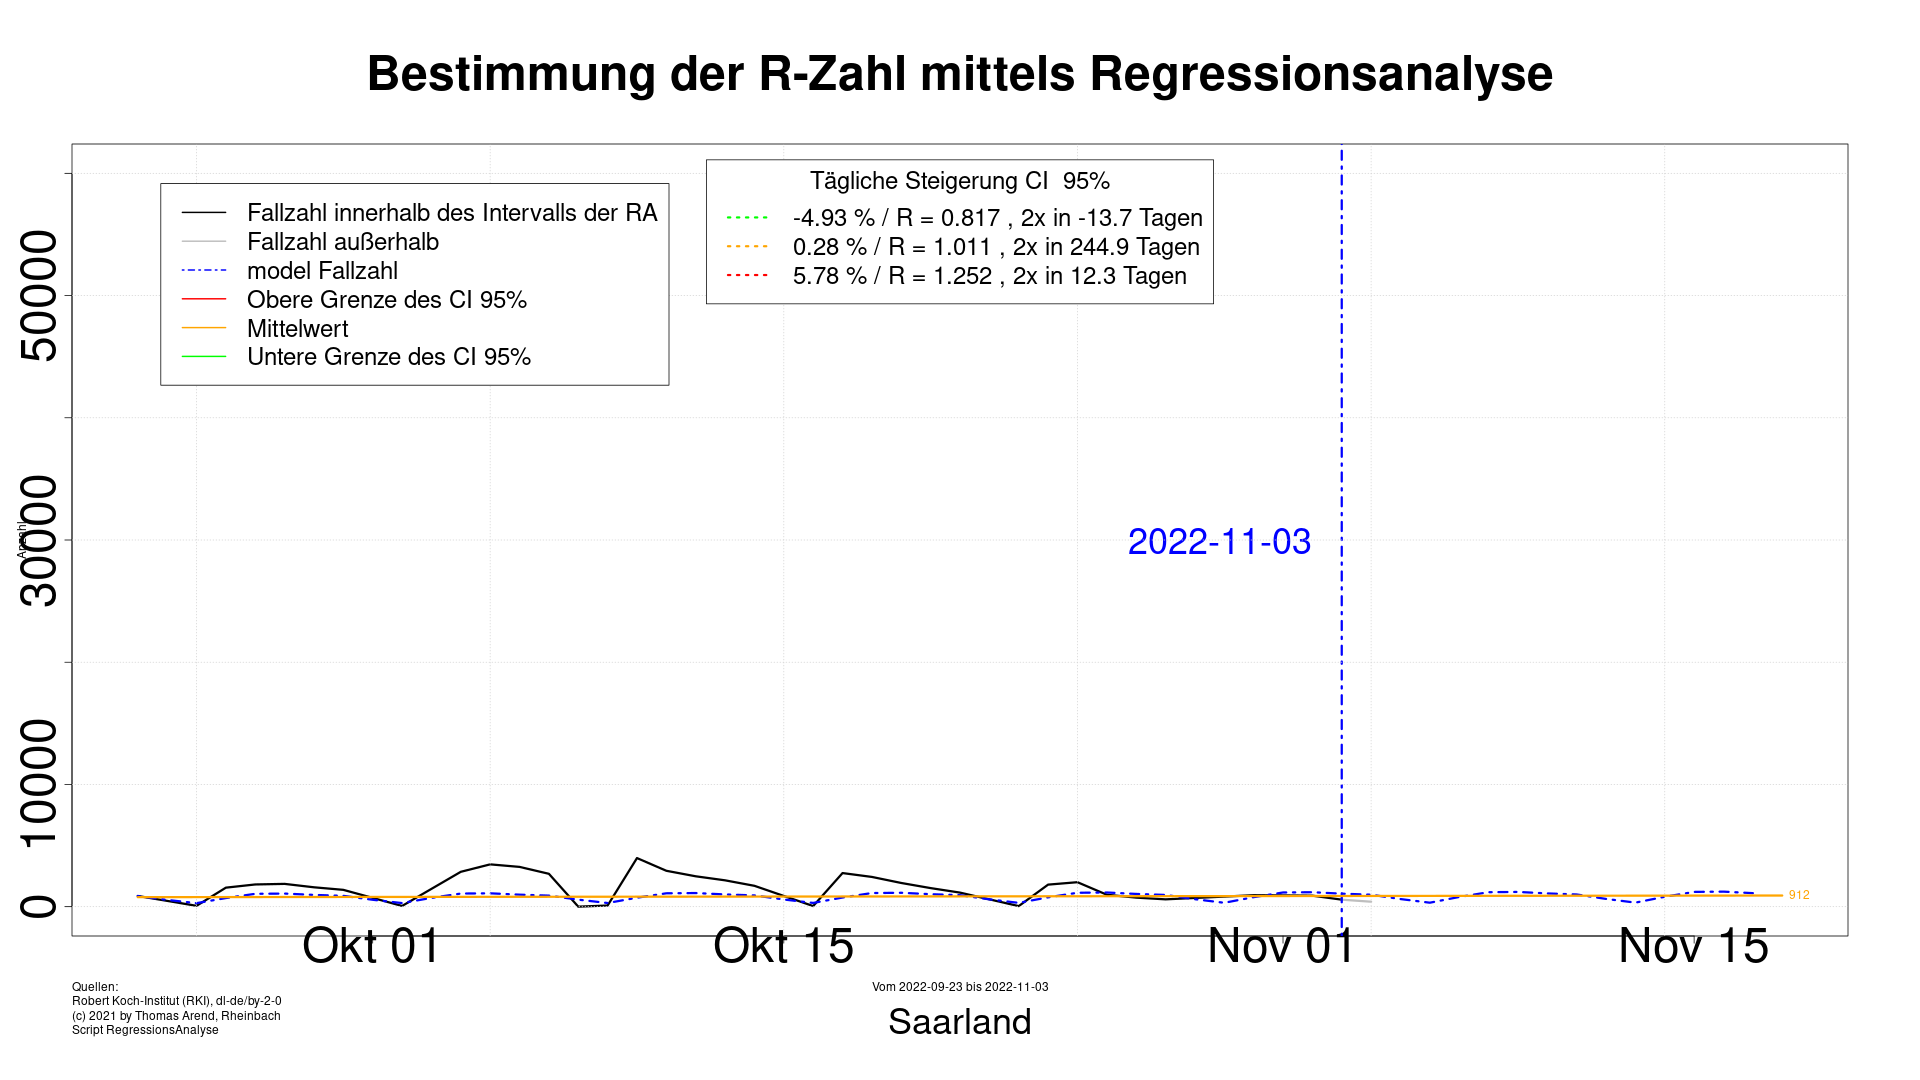 Bestimmung der R-Zahl mittels Regressionsanalyse
Fallzahl innerhalb des Intervalls der RA
Fallzahl außerhalb
model Fallzahl
Obere Grenze des CI 95%
Mittelwert
Untere Grenze des CI 95%
Tägliche Steigerung CI  95%
-4.93 % / R = 0.817 , 2x in -13.7 Tagen
0.28 % / R = 1.011 , 2x in 244.9 Tagen
5.78 % / R = 1.252 , 2x in 12.3 Tagen
50000
30000
10000
0
Anzahl
2022-11-03
912
Okt 01
Okt 15
Nov 01
Nov 15
Quellen:
Robert Koch-Institut (RKI), dl-de/by-2-0
(c) 2021 by Thomas Arend, Rheinbach
Script RegressionsAnalyse
Vom 2022-09-23 bis 2022-11-03
Saarland